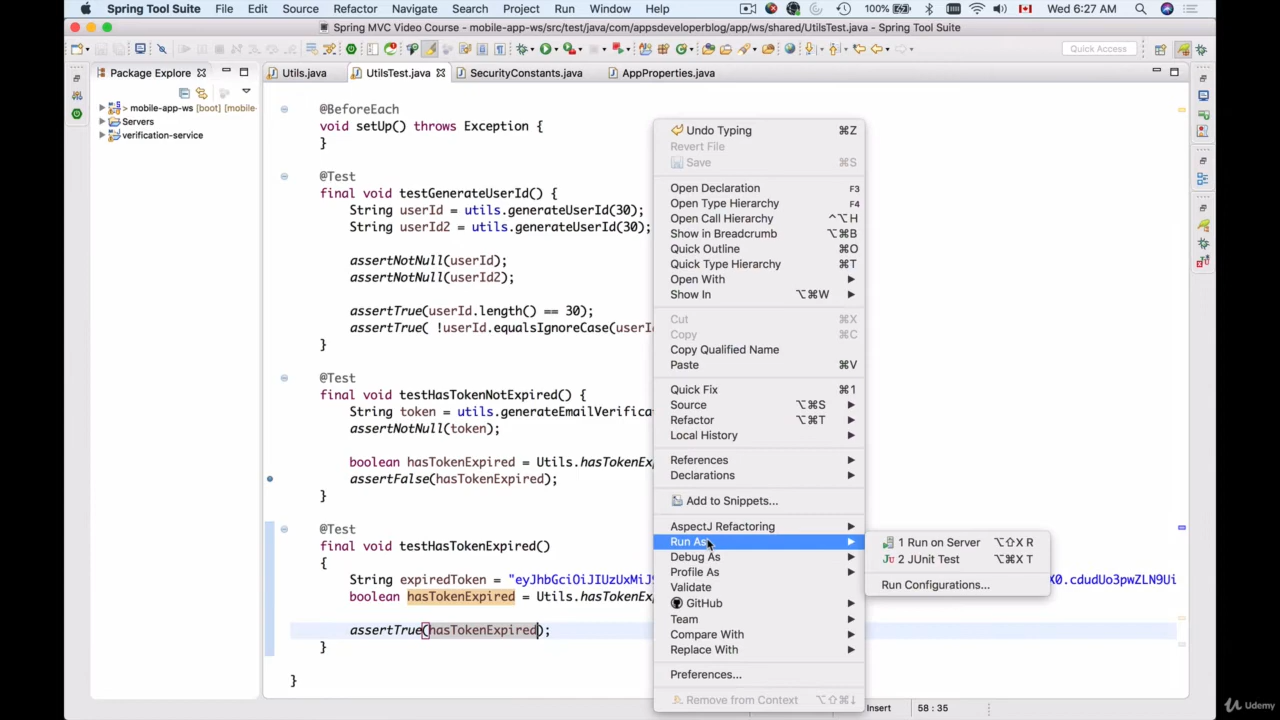 Spring Tool Suite File Edit Source Refactor Navigate Search Project Run Window Help 100% Wed 6:27 AM
Spring MVC Video Course - mobile-app-ws/src/test/java/com/appsdeveloperblog/app/ws/shared/UtilsTest.java - Spring Tool Suite
Quick Access
Package Explorer
Utils.java UtilsTest.java SecurityConstants.java AppProperties.java
> mobile-app-ws [boot] [mobile-
Servers
verification-service
@BeforeEach
void setUp() throws Exception {
}
@Test
final void testGenerateUserId() {
String userId = utils.generateUserId(30);
String userId2 = utils.generateUserId(30);
assertNotNull(userId);
assertNotNull(userId2);
assertTrue(userId.length() == 30);
assertTrue( !userId.equalsIgnoreCase(userId
}
@Test
final void testHasTokenNotExpired() {
String token = utils.generateEmailVerific
assertNotNull(token);
boolean hasTokenExpired = Utils.hasTokenEx
assertFalse(hasTokenExpired);
}
@Test
final void testHasTokenExpired()
{
String expiredToken = "eyJhbGciOiJIUzUxMiJ9 X0.cdudUo3pwZLN9Ui
boolean hasTokenExpired = Utils.hasTokenEx
assertTrue(hasTokenExpired);
}
}
Undo Typing ⌘Z
Revert File
Save ⌘S
Open Declaration F3
Open Type Hierarchy F4
Open Call Hierarchy ^⌥H
Show in Breadcrumb ⌥⌘B
Quick Outline ⌘O
Quick Type Hierarchy ⌘T
Open With
Show In ⌥⌘W
Cut ⌘X
Copy ⌘C
Copy Qualified Name
Paste ⌘V
Quick Fix ⌘1
Source ⌥⌘S
Refactor ⌥⌘T
Local History
References
Declarations
Add to Snippets...
AspectJ Refactoring
Run As
Debug As
Profile As
Validate
GitHub
Team
Compare With
Replace With
Preferences...
Remove from Context ⌥⇧⌘↓
1 Run on Server ⌥⇧X R
2 JUnit Test ⌥⌘X T
Run Configurations...
Insert 58 : 35
Udemy